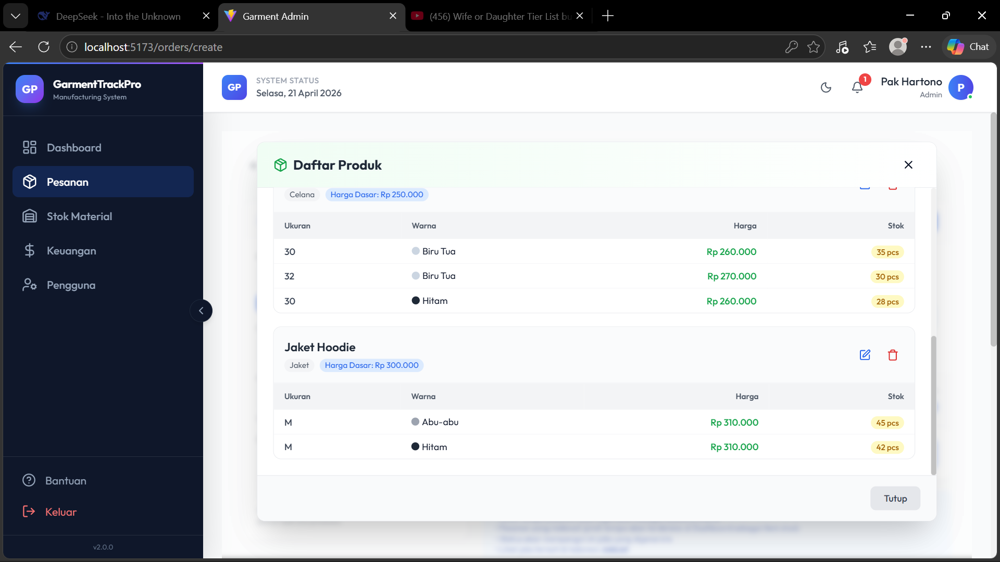 DeepSeek - Into the Unknown
Garment Admin
(456) Wife or Daughter Tier List bu
localhost:5173/orders/create
Chat
GP
GarmentTrackPro
Manufacturing System
GP
SYSTEM STATUS
Selasa, 21 April 2026
1
Pak Hartono
Admin
P
Dashboard
Pesanan
Stok Material
Keuangan
Pengguna
Bantuan
Keluar
v2.0.0
Daftar Produk
Celana
Harga Dasar: Rp 250.000
Ukuran Warna Harga Stok
30 Biru Tua Rp 260.000 35 pcs
32 Biru Tua Rp 270.000 30 pcs
30 Hitam Rp 260.000 28 pcs
Jaket Hoodie
Jaket
Harga Dasar: Rp 300.000
Ukuran Warna Harga Stok
M Abu-abu Rp 310.000 45 pcs
M Hitam Rp 310.000 42 pcs
Tutup